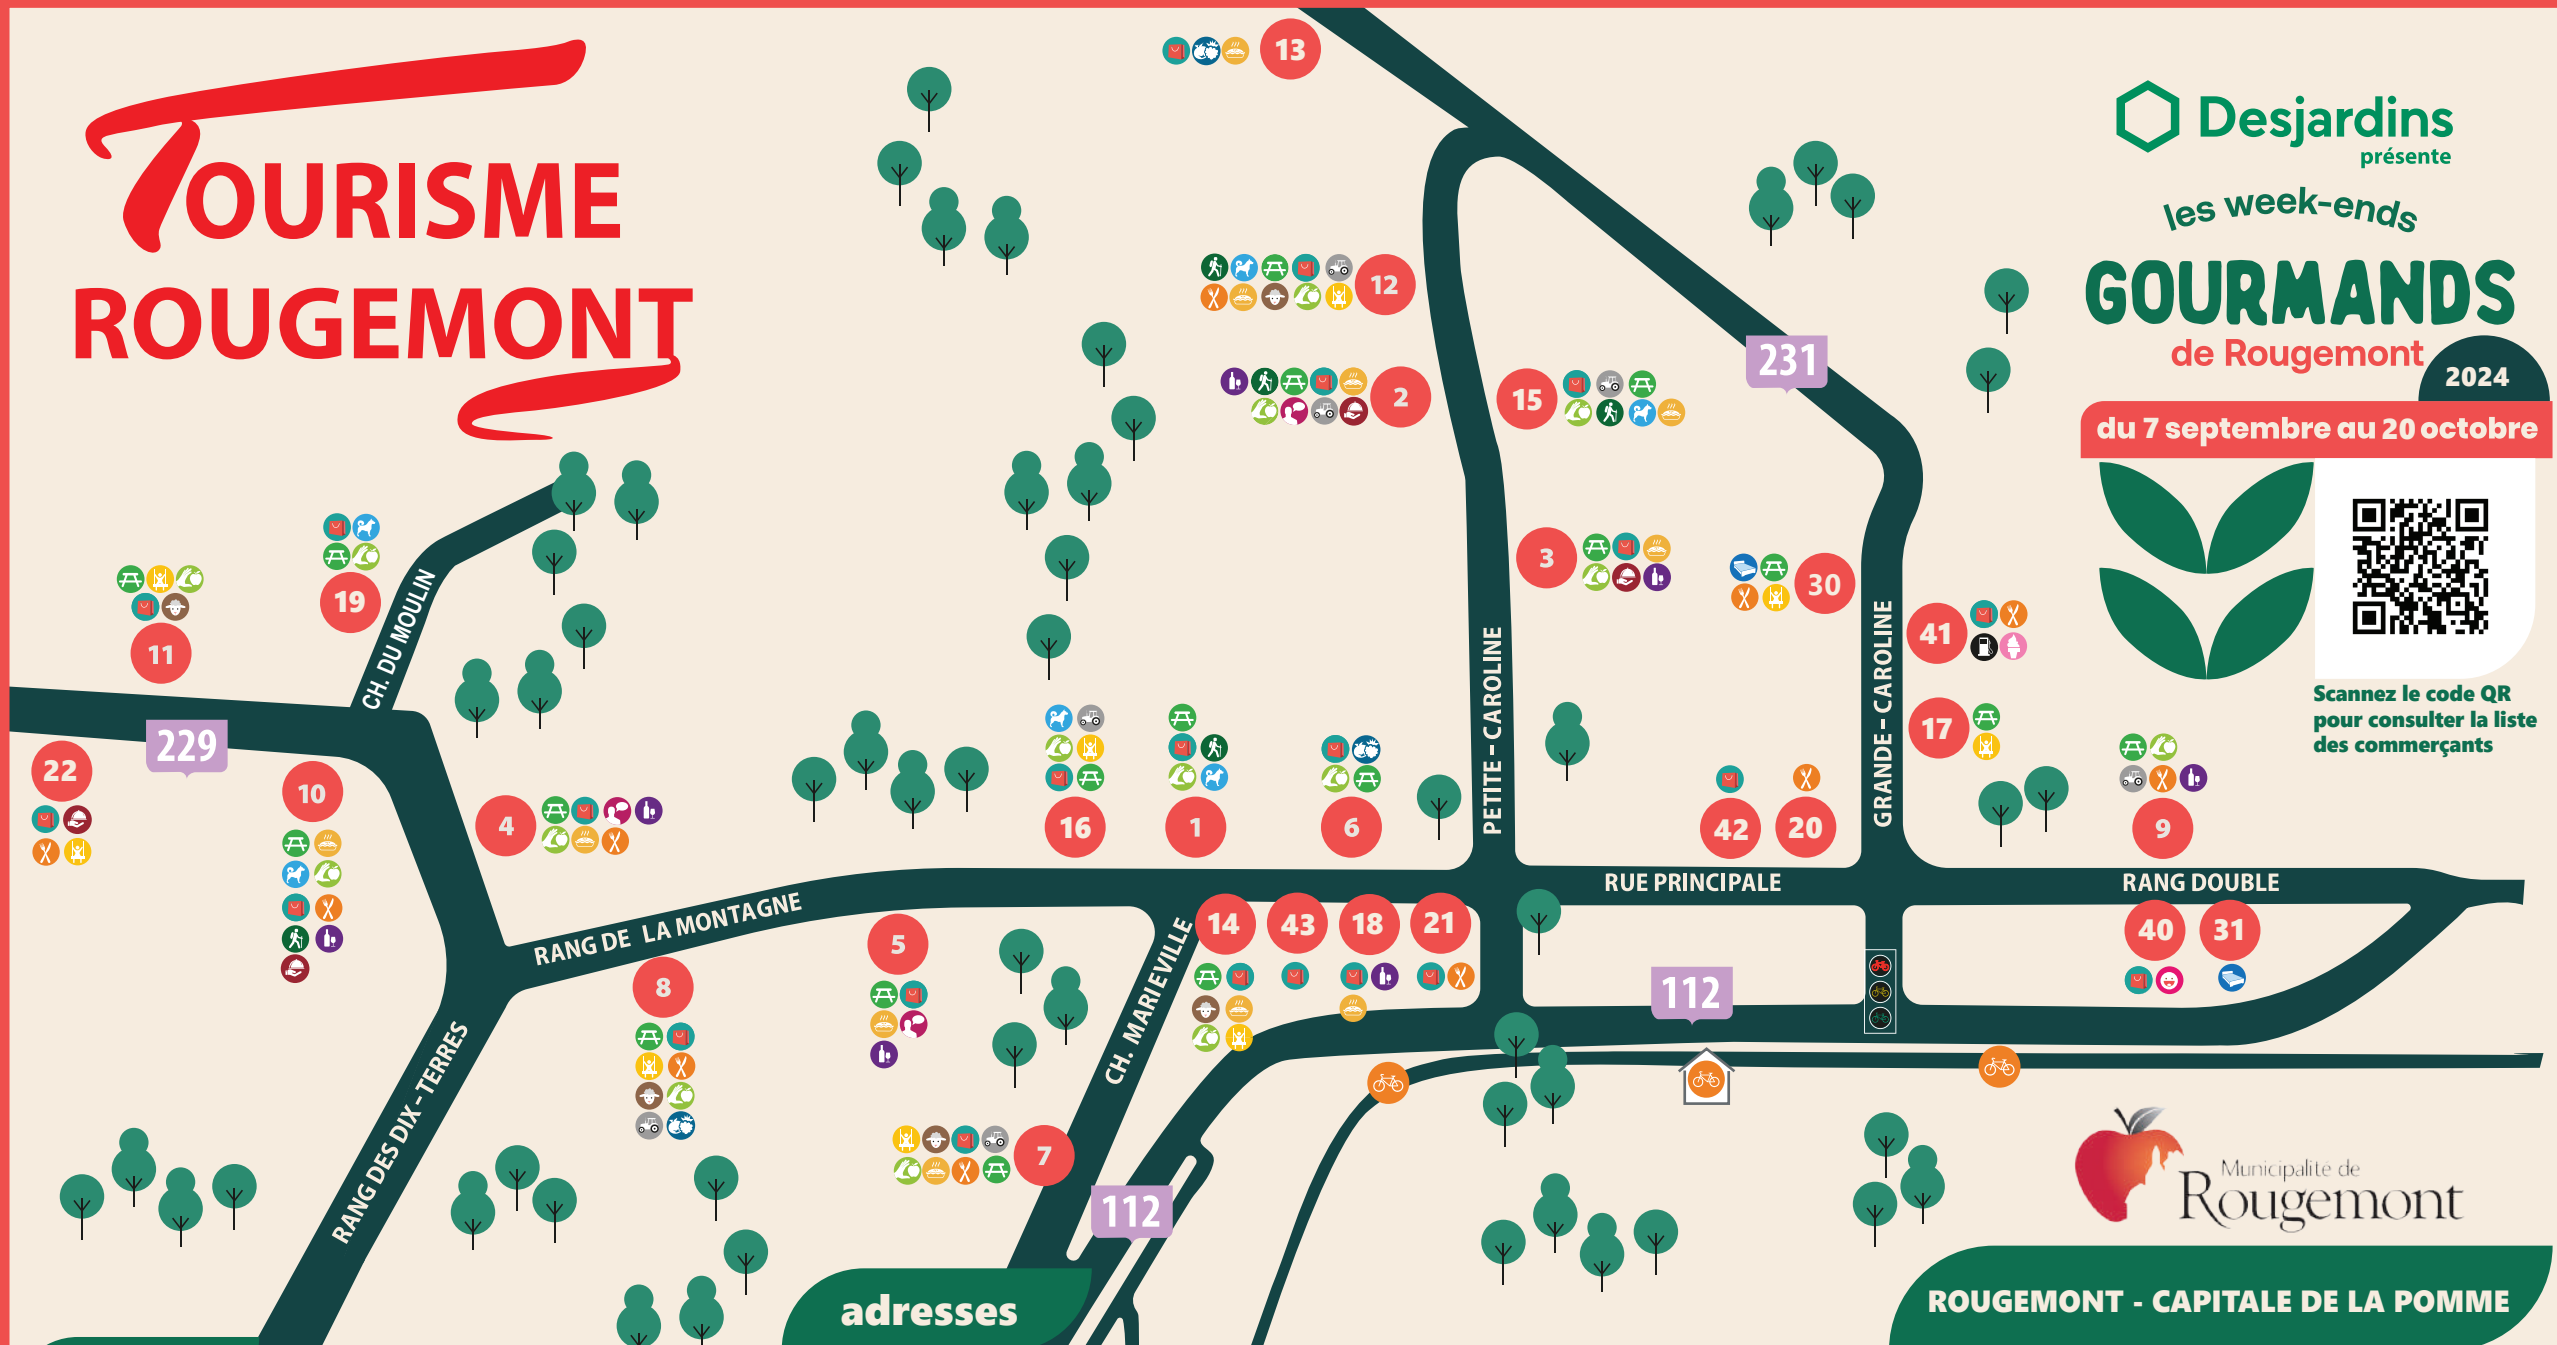 TOURISME
ROUGEMONT
13
Desjardins
présente
les week-ends
GOURMANDS
de Rougemont
2024
du 7 septembre au 20 octobre
Scannez le code QR
pour consulter la liste
des commerçants
12
2
15
231
3
30
41
17
19
11
CH. DU MOULIN
229
22
10
4
16
1
6
PETITE - CAROLINE
42
20
GRANDE - CAROLINE
9
RUE PRINCIPALE
RANG DOUBLE
RANG DE LA MONTAGNE
5
8
CH. MARIEVILLE
14
43
18
21
40
31
112
RANG DES DIX - TERRES
7
112
adresses
Municipalité de
Rougemont
ROUGEMONT - CAPITALE DE LA POMME